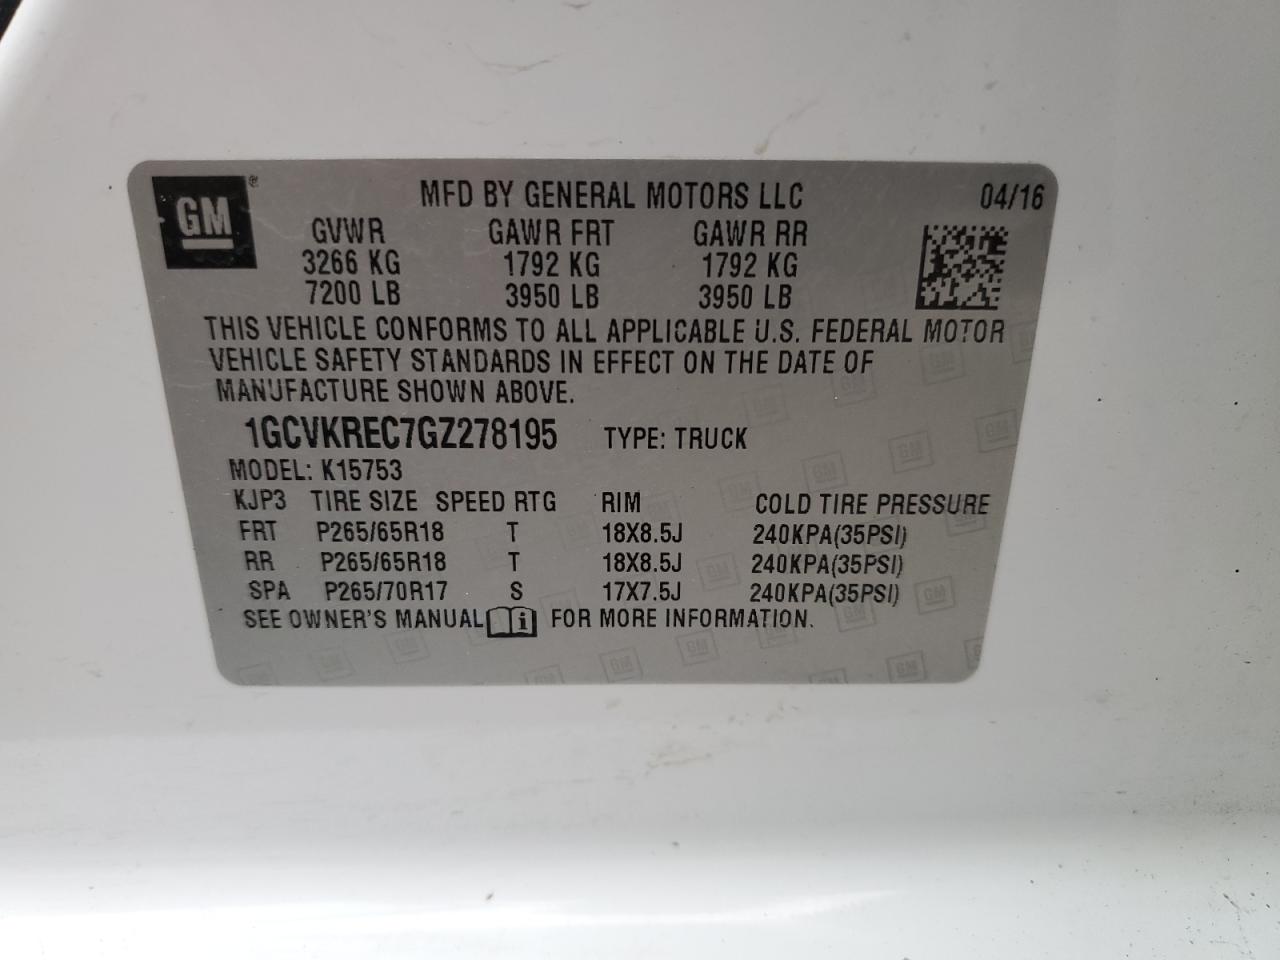 GM® MFD BY GENERAL MOTORS LLC 04/16
GVWR GAWR FRT GAWR RR
3266 KG 1792 KG 1792 KG
7200 LB 3950 LB 3950 LB
THIS VEHICLE CONFORMS TO ALL APPLICABLE U.S. FEDERAL MOTOR
VEHICLE SAFETY STANDARDS IN EFFECT ON THE DATE OF
MANUFACTURE SHOWN ABOVE.
1GCVKREC7GZ278195 TYPE: TRUCK
MODEL: K15753
KJP3 TIRE SIZE SPEED RTG RIM COLD TIRE PRESSURE
FRT P265/65R18 T 18X8.5J 240KPA(35PSI)
RR P265/65R18 T 18X8.5J 240KPA(35PSI)
SPA P265/70R17 S 17X7.5J 240KPA(35PSI)
SEE OWNER'S MANUAL i FOR MORE INFORMATION.